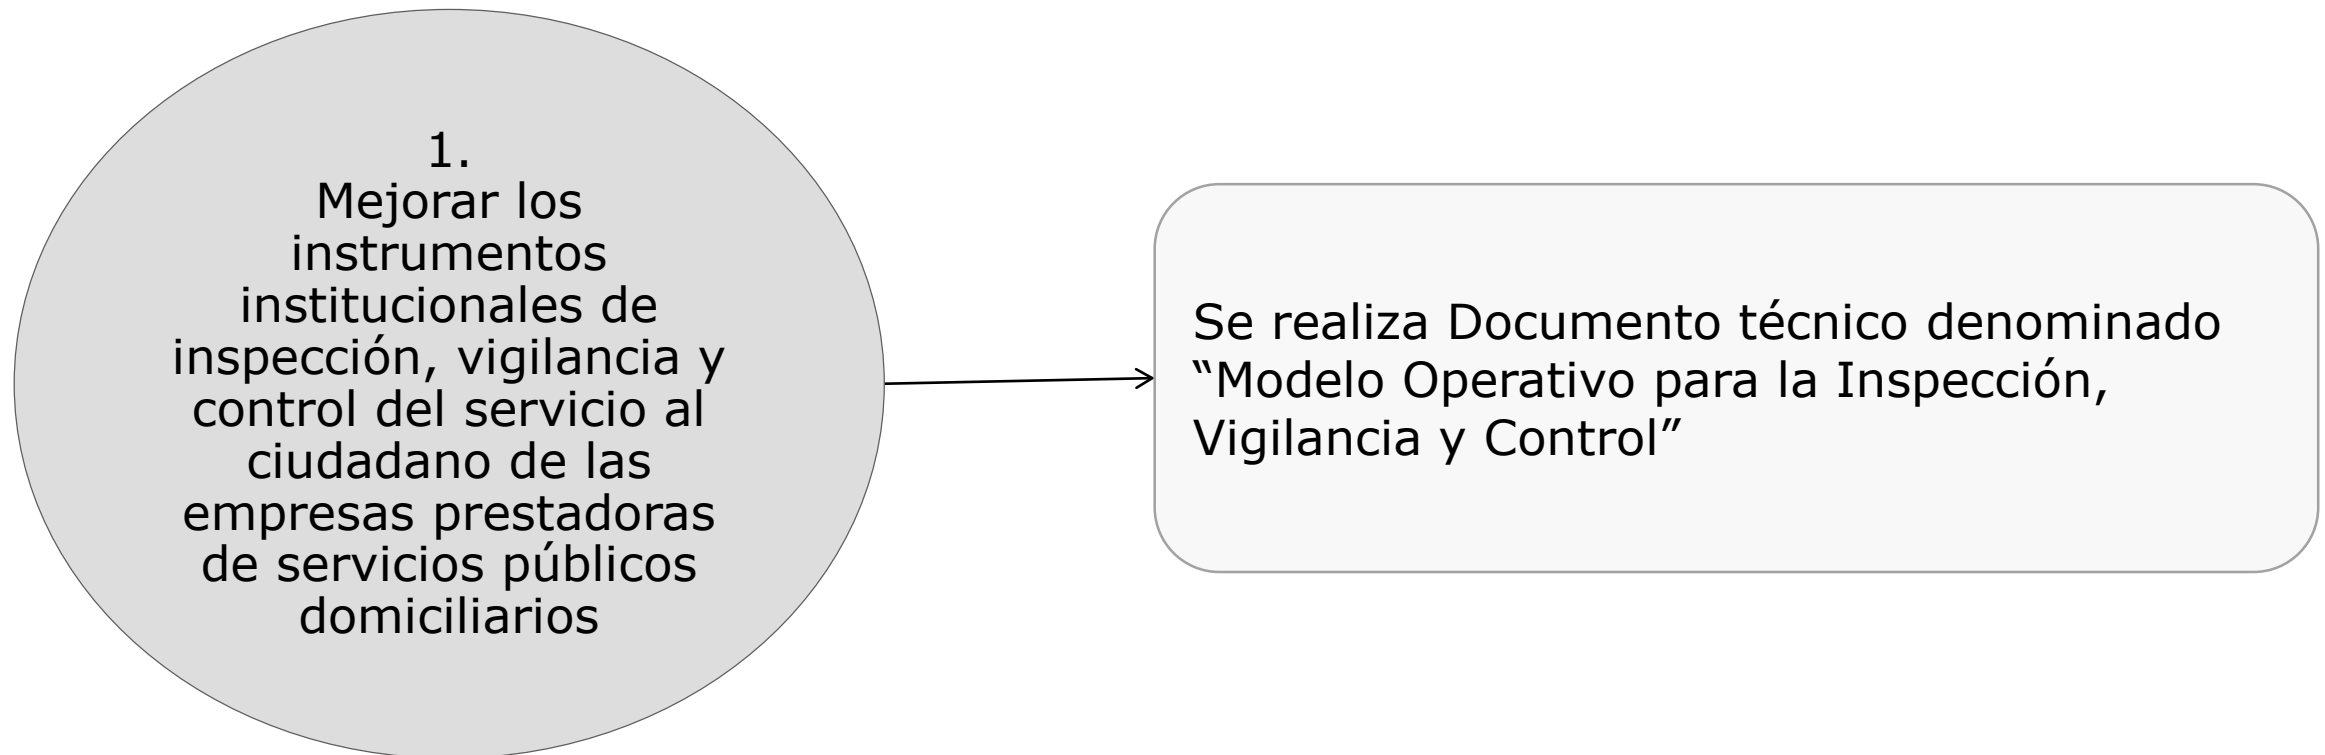 1.
Mejorar los
instrumentos
institucionales de
inspección, vigilancia y
control del servicio al
ciudadano de las
empresas prestadoras
de servicios públicos
domiciliarios
Se realiza Documento técnico denominado
“Modelo Operativo para la Inspección,
Vigilancia y Control”